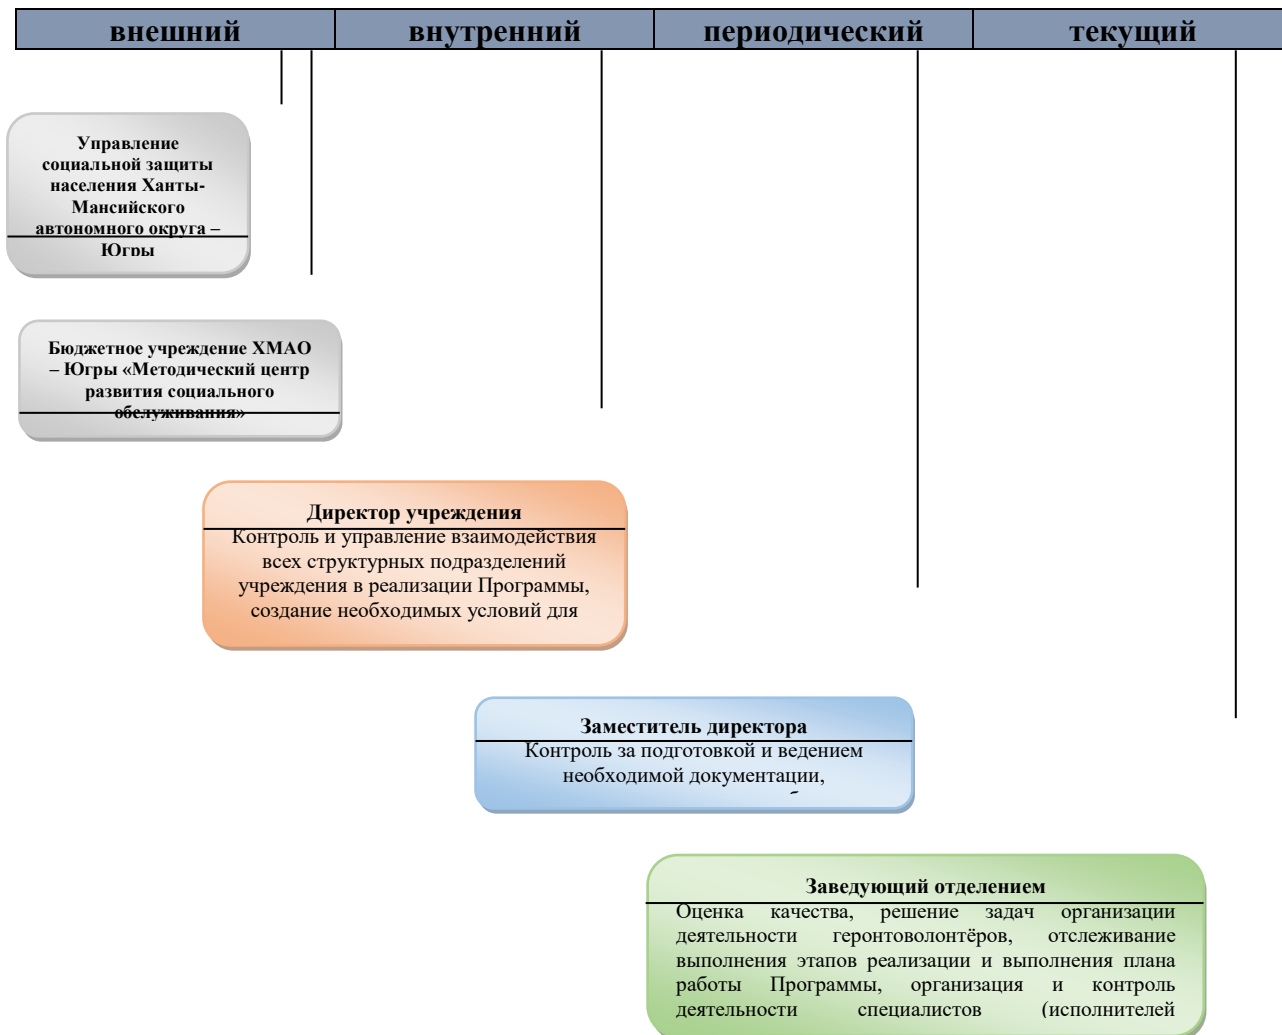 внешний внутренний периодический текущий
Управление
социальной защиты
населения Ханты-
Мансийского
автономного округа –
Югры
Бюджетное учреждение ХМАО
– Югры «Методический центр
развития социального
обслуживания»
Директор учреждения
Контроль и управление взаимодействия
всех структурных подразделений
учреждения в реализации Программы,
создание необходимых условий для
Заместитель директора
Контроль за подготовкой и ведением
необходимой документации,
Заведующий отделением
Оценка качества, решение задач организации
деятельности геронтоволонтёров, отслеживание
выполнения этапов реализации и выполнения плана
работы Программы, организация и контроль
деятельности специалистов (исполнителей